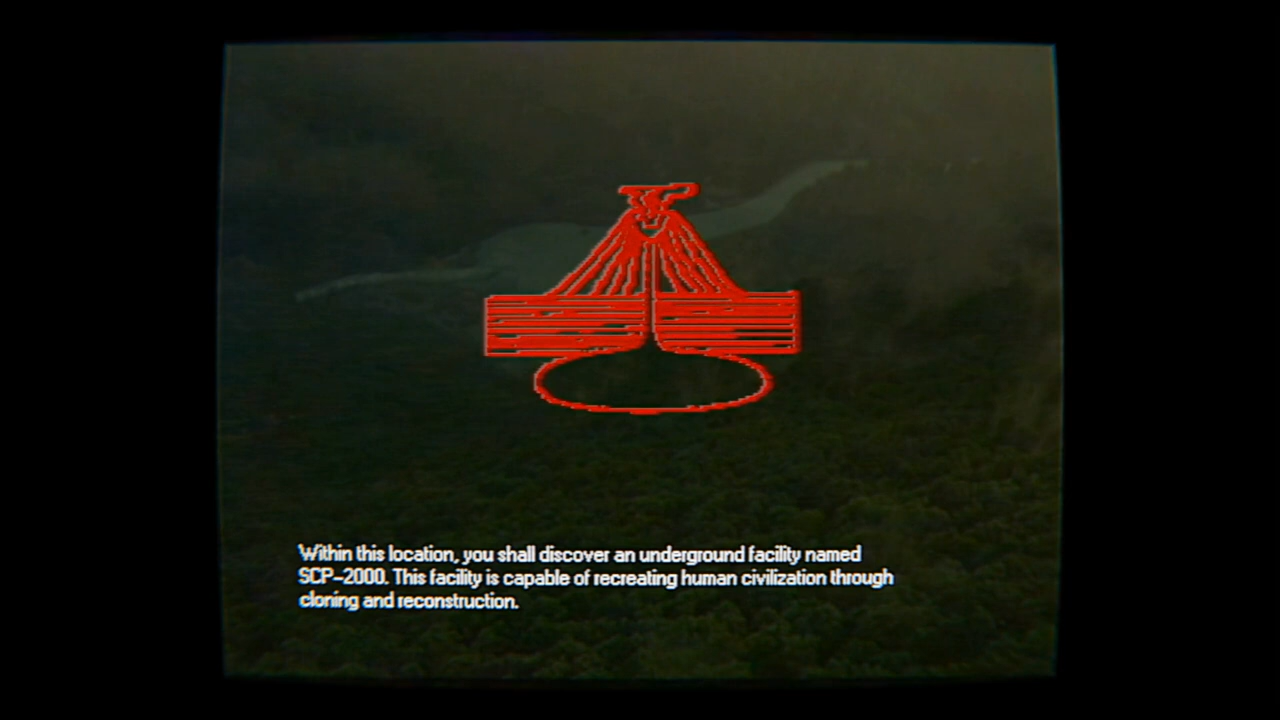 Within this location, you shall discover an underground facility named
SCP-2000. This facility is capable of recreating human civilization through
cloning and reconstruction.